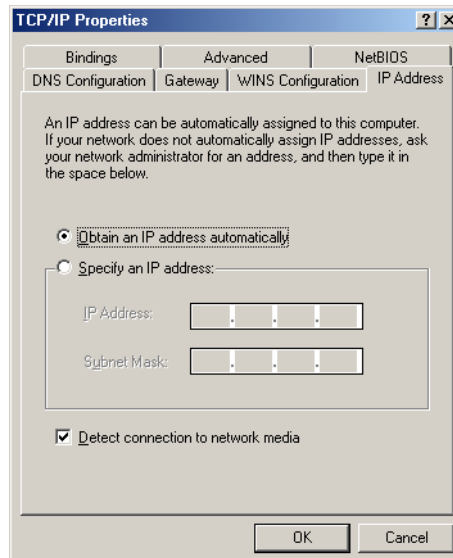 TCP/IP Properties
Bindings Advanced NetBIOS
DNS Configuration Gateway WINS Configuration IP Address
An IP address can be automatically assigned to this computer.
If your network does not automatically assign IP addresses, ask
your network administrator for an address, and then type it in
the space below.
Obtain an IP address automatically
Specify an IP address:
IP Address:
Subnet Mask:
Detect connection to network media
OK Cancel